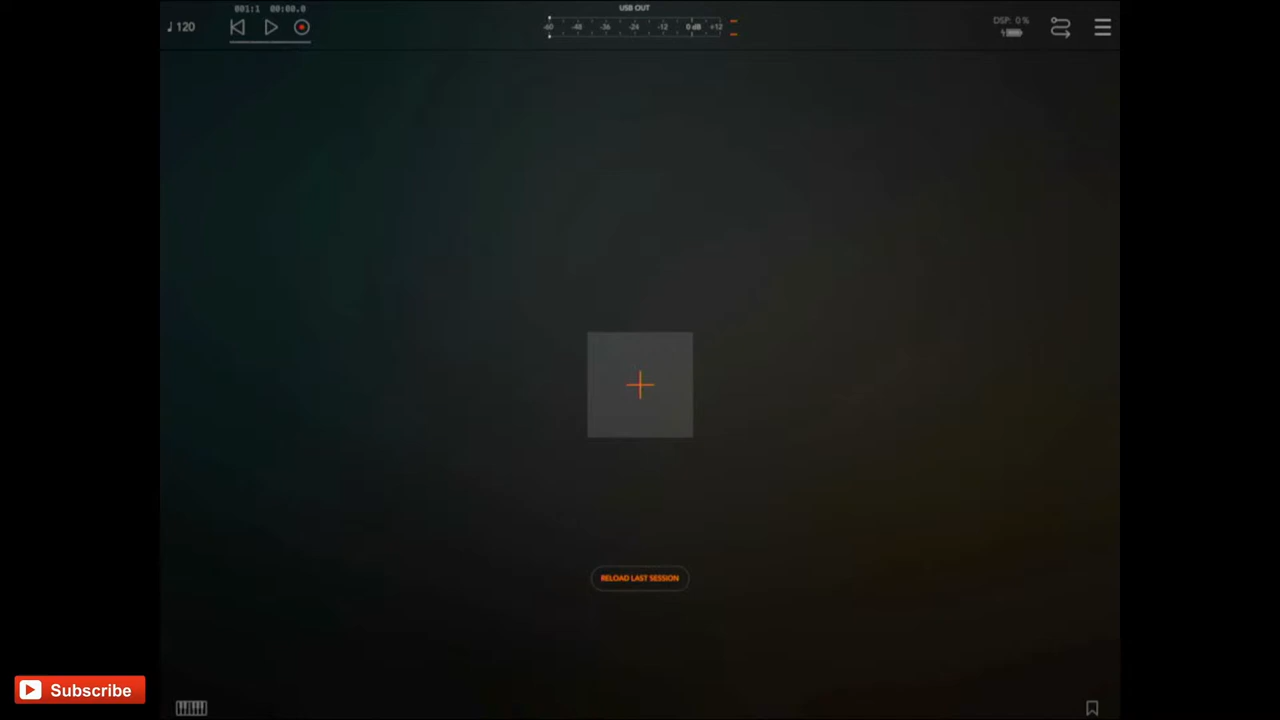 001:1 00:00.0
♩ 120
USB OUT
-60 -48 -36 -24 -12 0 dB +12
DSP: 0 %
RELOAD LAST SESSION
Subscribe